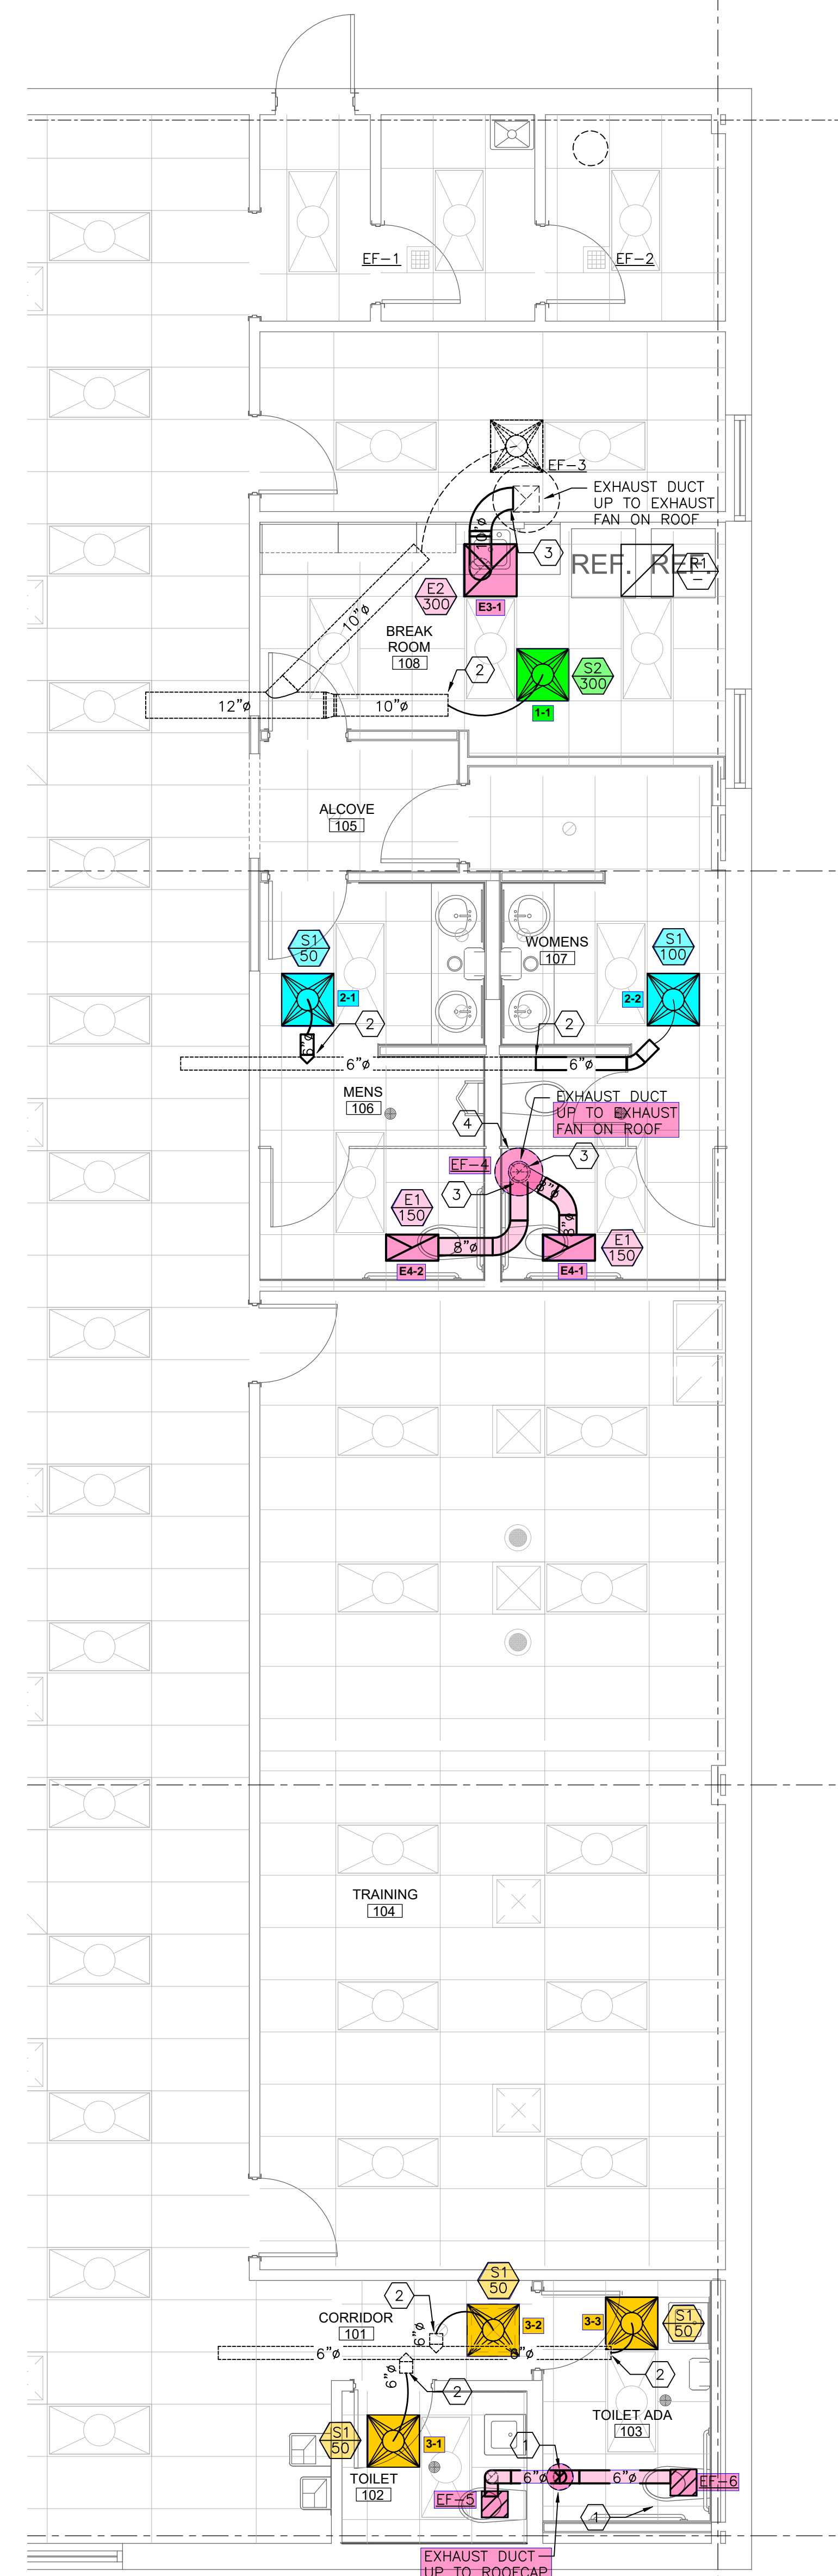 EF-1
EF-2
EF-3
EXHAUST DUCT
UP TO EXHAUST
FAN ON ROOF
10"ø
3
REF.
REF.
R1
–
E2
300
E3-1
10"ø
BREAK
ROOM
108
2
S2
300
12"ø
10"ø
1-1
ALCOVE
105
S1
50
WOMENS
107
S1
100
2-1
2-2
2
2
6"ø
6"ø
6"ø
MENS
106
EXHAUST DUCT
UP TO EXHAUST
FAN ON ROOF
4
EF-4
3
3
8"ø
E1
150
8"ø
8"ø
E1
150
E4-2
E4-1
TRAINING
104
S1
50
2
CORRIDOR
101
3-2
3-3
S1
50
6"ø
6"ø
6"ø
2
6"ø
2
TOILET ADA
103
S1
50
3-1
1
TOILET
102
6"ø
6"ø
EF-6
EF-5
1
EXHAUST DUCT
UP TO ROOFCAP